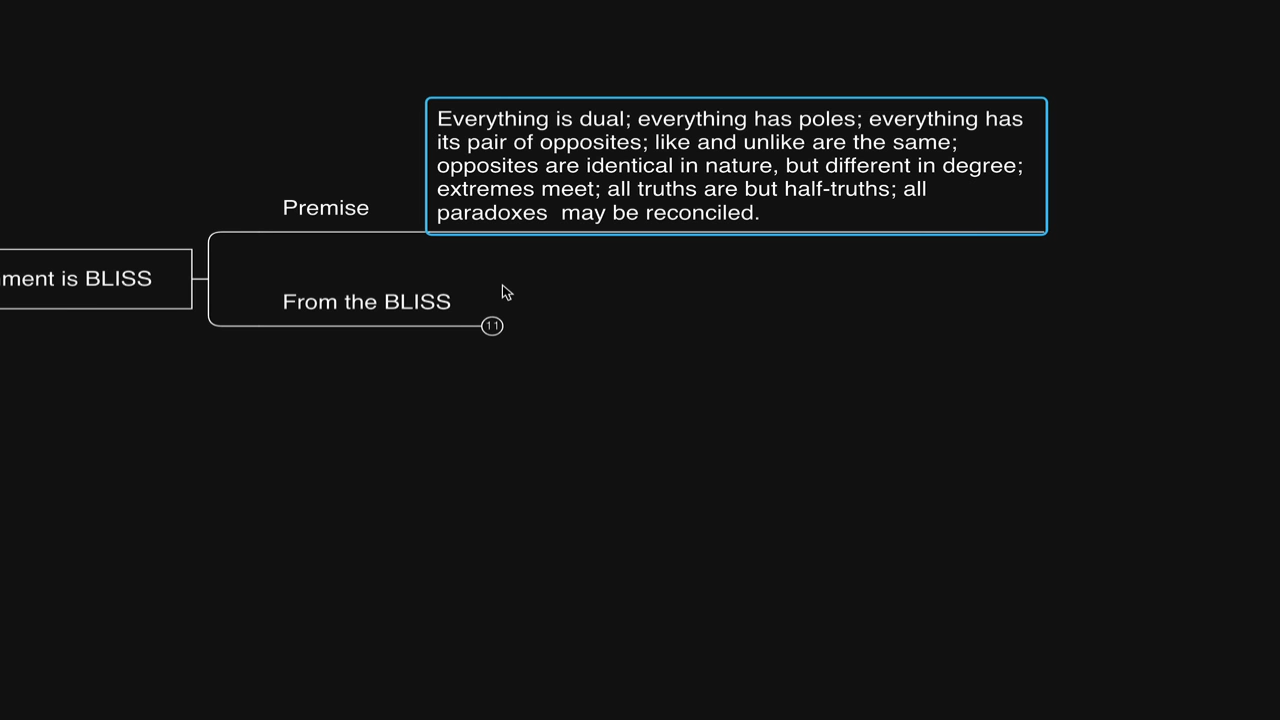 Everything is dual; everything has poles; everything has
its pair of opposites; like and unlike are the same;
opposites are identical in nature, but different in degree;
extremes meet; all truths are but half-truths; all
paradoxes  may be reconciled.
Premise
ment is BLISS
From the BLISS
11